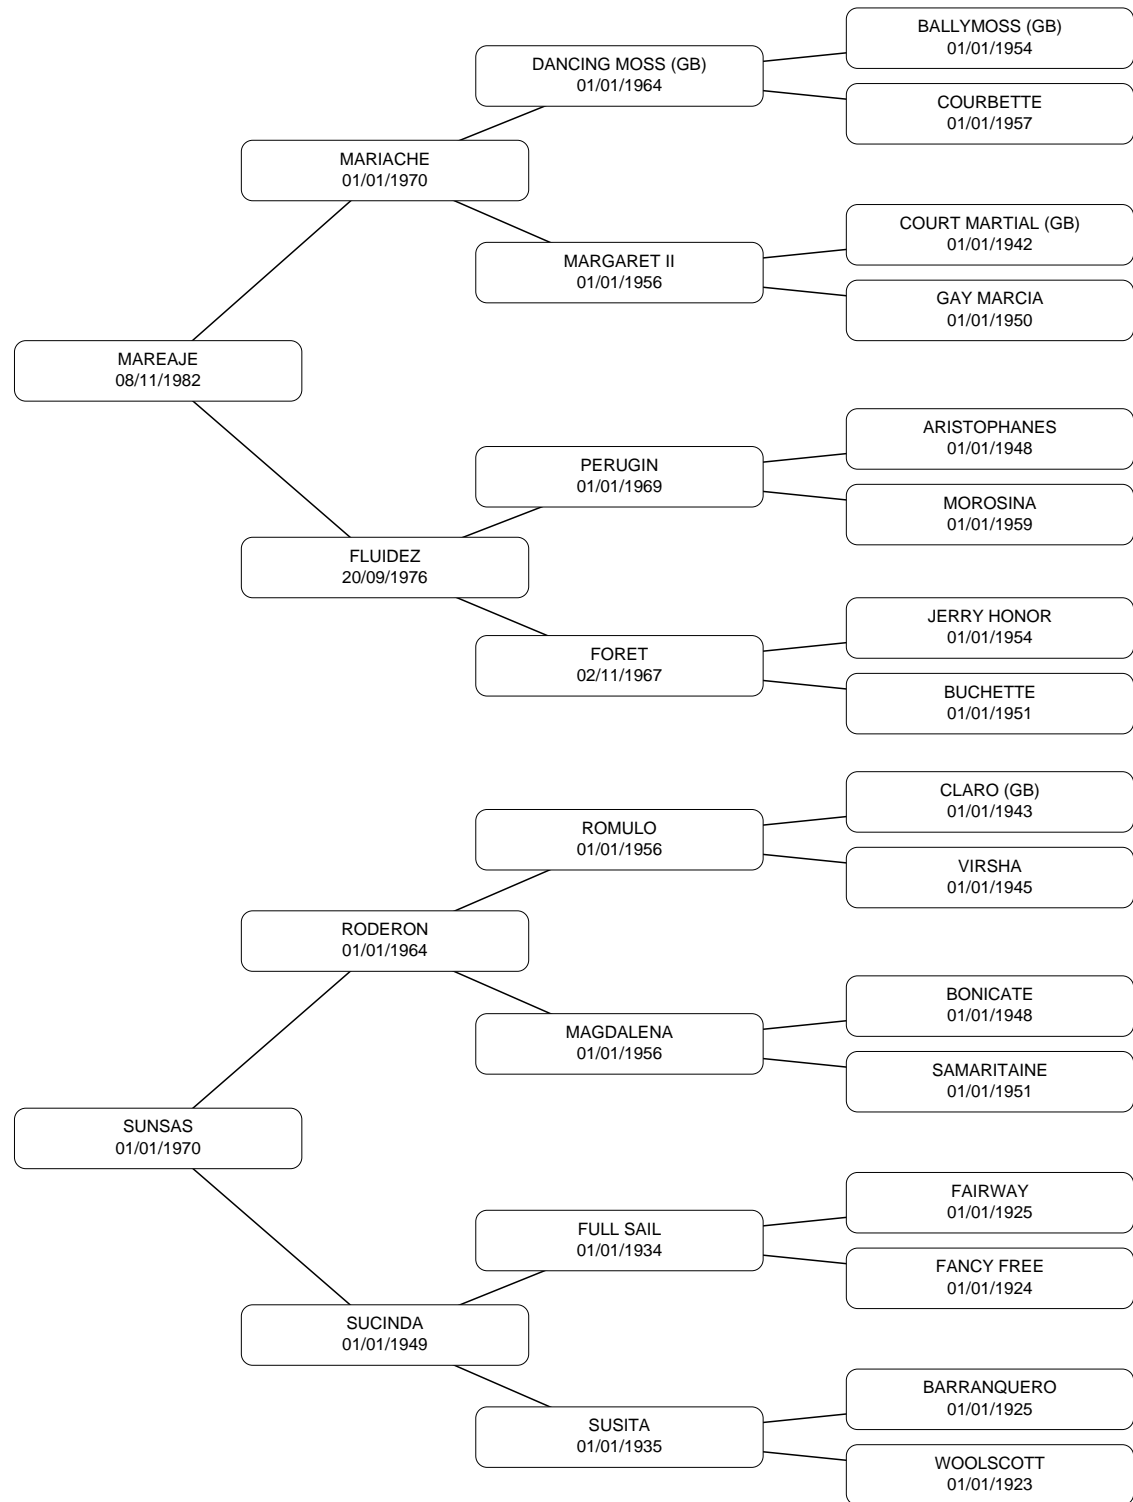 BALLYMOSS (GB)
01/01/1954
DANCING MOSS (GB)
01/01/1964
COURBETTE
01/01/1957
MARIACHE
01/01/1970
COURT MARTIAL (GB)
01/01/1942
MARGARET II
01/01/1956
GAY MARCIA
01/01/1950
MAREAJE
08/11/1982
ARISTOPHANES
01/01/1948
PERUGIN
01/01/1969
MOROSINA
01/01/1959
FLUIDEZ
20/09/1976
JERRY HONOR
01/01/1954
FORET
02/11/1967
BUCHETTE
01/01/1951
CLARO (GB)
01/01/1943
ROMULO
01/01/1956
VIRSHA
01/01/1945
RODERON
01/01/1964
BONICATE
01/01/1948
MAGDALENA
01/01/1956
SAMARITAINE
01/01/1951
SUNSAS
01/01/1970
FAIRWAY
01/01/1925
FULL SAIL
01/01/1934
FANCY FREE
01/01/1924
SUCINDA
01/01/1949
BARRANQUERO
01/01/1925
SUSITA
01/01/1935
WOOLSCOTT
01/01/1923